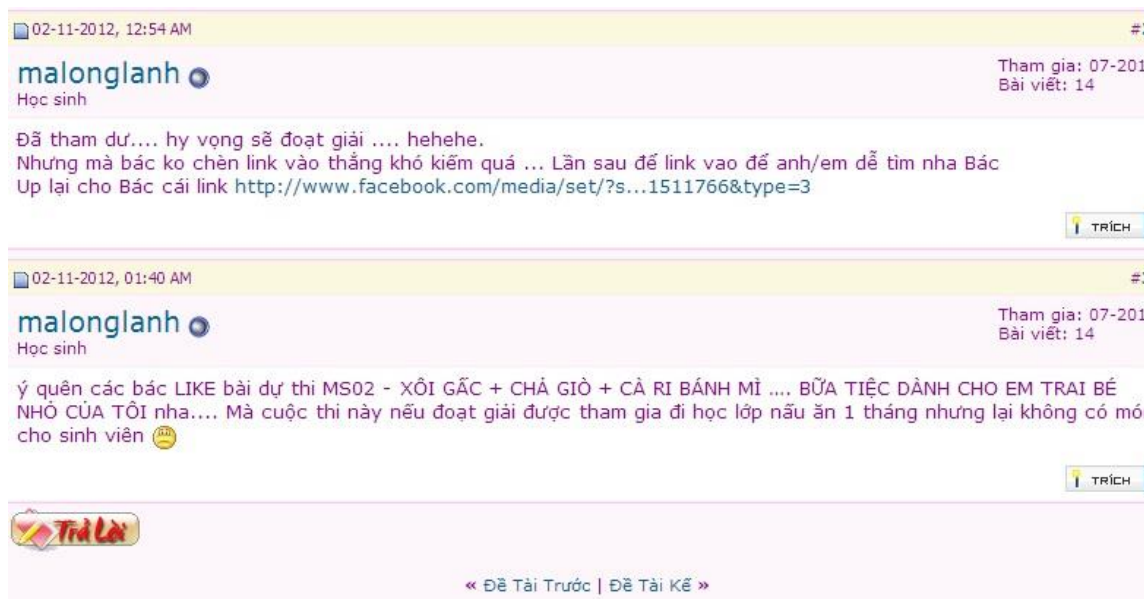 02-11-2012, 12:54 AM
malonglanh
Tham gia: 07-201
Học sinh
Bài viết: 14
Đã tham dư.... hy vọng sẽ đoạt giải .... hehehe.
Nhưng mà bác ko chèn link vào thẳng khó kiếm quá ... Lần sau để link vao để anh/em dễ tìm nha Bác
Up lại cho Bác cái link http://www.facebook.com/media/set/?s...1511766&type=3
TRÍCH
02-11-2012, 01:40 AM
malonglanh
Tham gia: 07-201
Học sinh
Bài viết: 14
ý quên các bác LIKE bài dự thi MS02 - XÔI GẤC + CHẢ GIÒ + CÀ RI BÁNH MÌ .... BỮA TIỆC DÀNH CHO EM TRAI BÉ
NHỎ CỦA TÔI nha.... Mà cuộc thi này nếu đoạt giải được tham gia đi học lớp nấu ăn 1 tháng nhưng lại không có mó
cho sinh viên
TRÍCH
Trả Lời
« Đề Tài Trước | Đề Tài Kế »